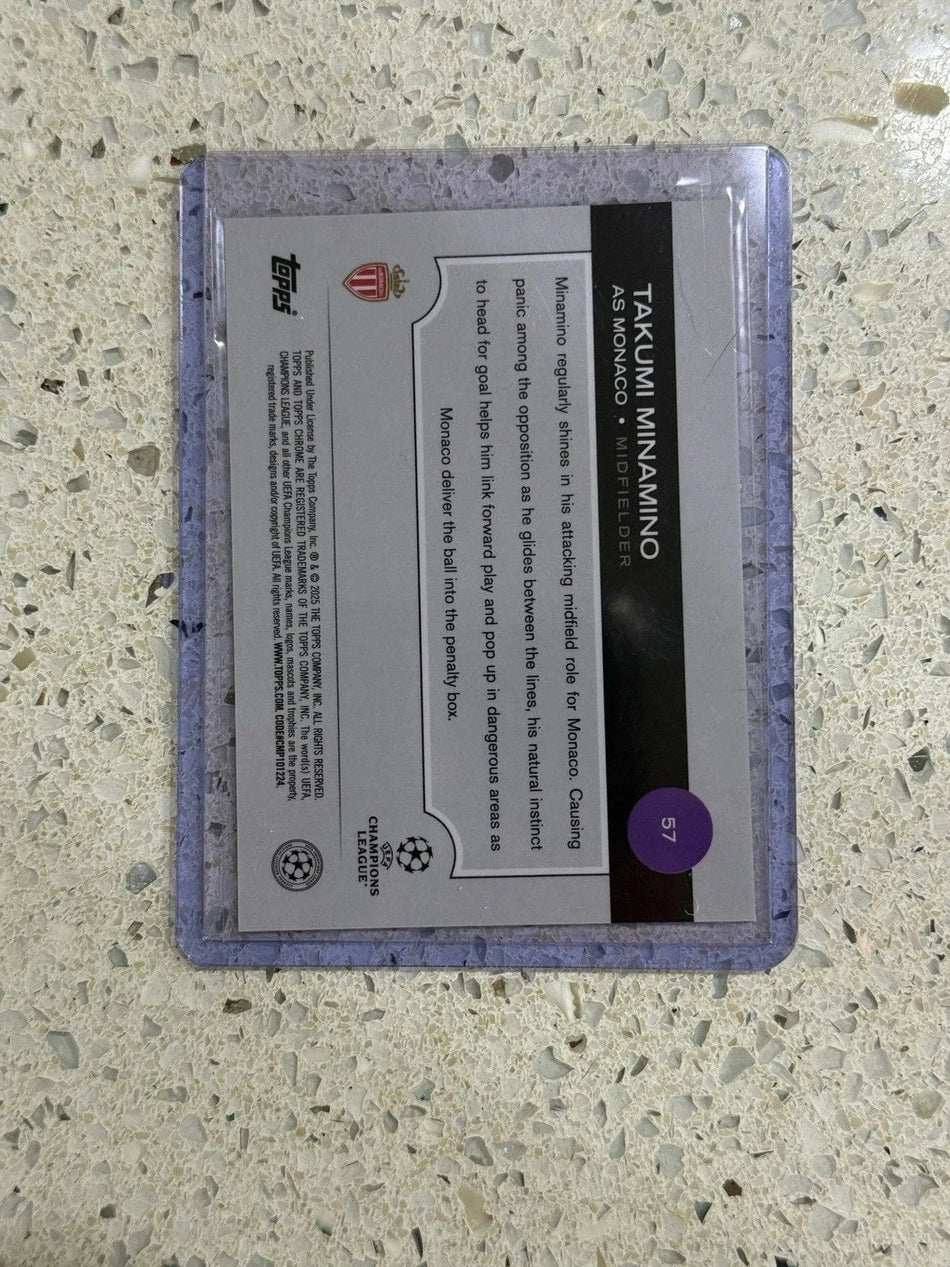 57
TAKUMI MINAMINO
AS MONACO • MIDFIELDER
Minamino regularly shines in his attacking midfield role for Monaco. Causing
panic among the opposition as he glides between the lines, his natural instinct
to head for goal helps him link forward play and pop up in dangerous areas as
Monaco deliver the ball into the penalty box.
UEFA
CHAMPIONS
LEAGUE
topps
Published Under License by The Topps Company, Inc. ® & © 2025 THE TOPPS COMPANY, INC. ALL RIGHTS RESERVED.
TOPPS AND TOPPS CHROME ARE REGISTERED TRADEMARKS OF THE TOPPS COMPANY, INC. The word(s) UEFA,
CHAMPIONS LEAGUE, and all other UEFA Champions League marks, names, logos, mascots and trophies are the property,
registered trade marks, designs and/or copyright of UEFA. All rights reserved. WWW.TOPPS.COM. CODE#CMP101224.